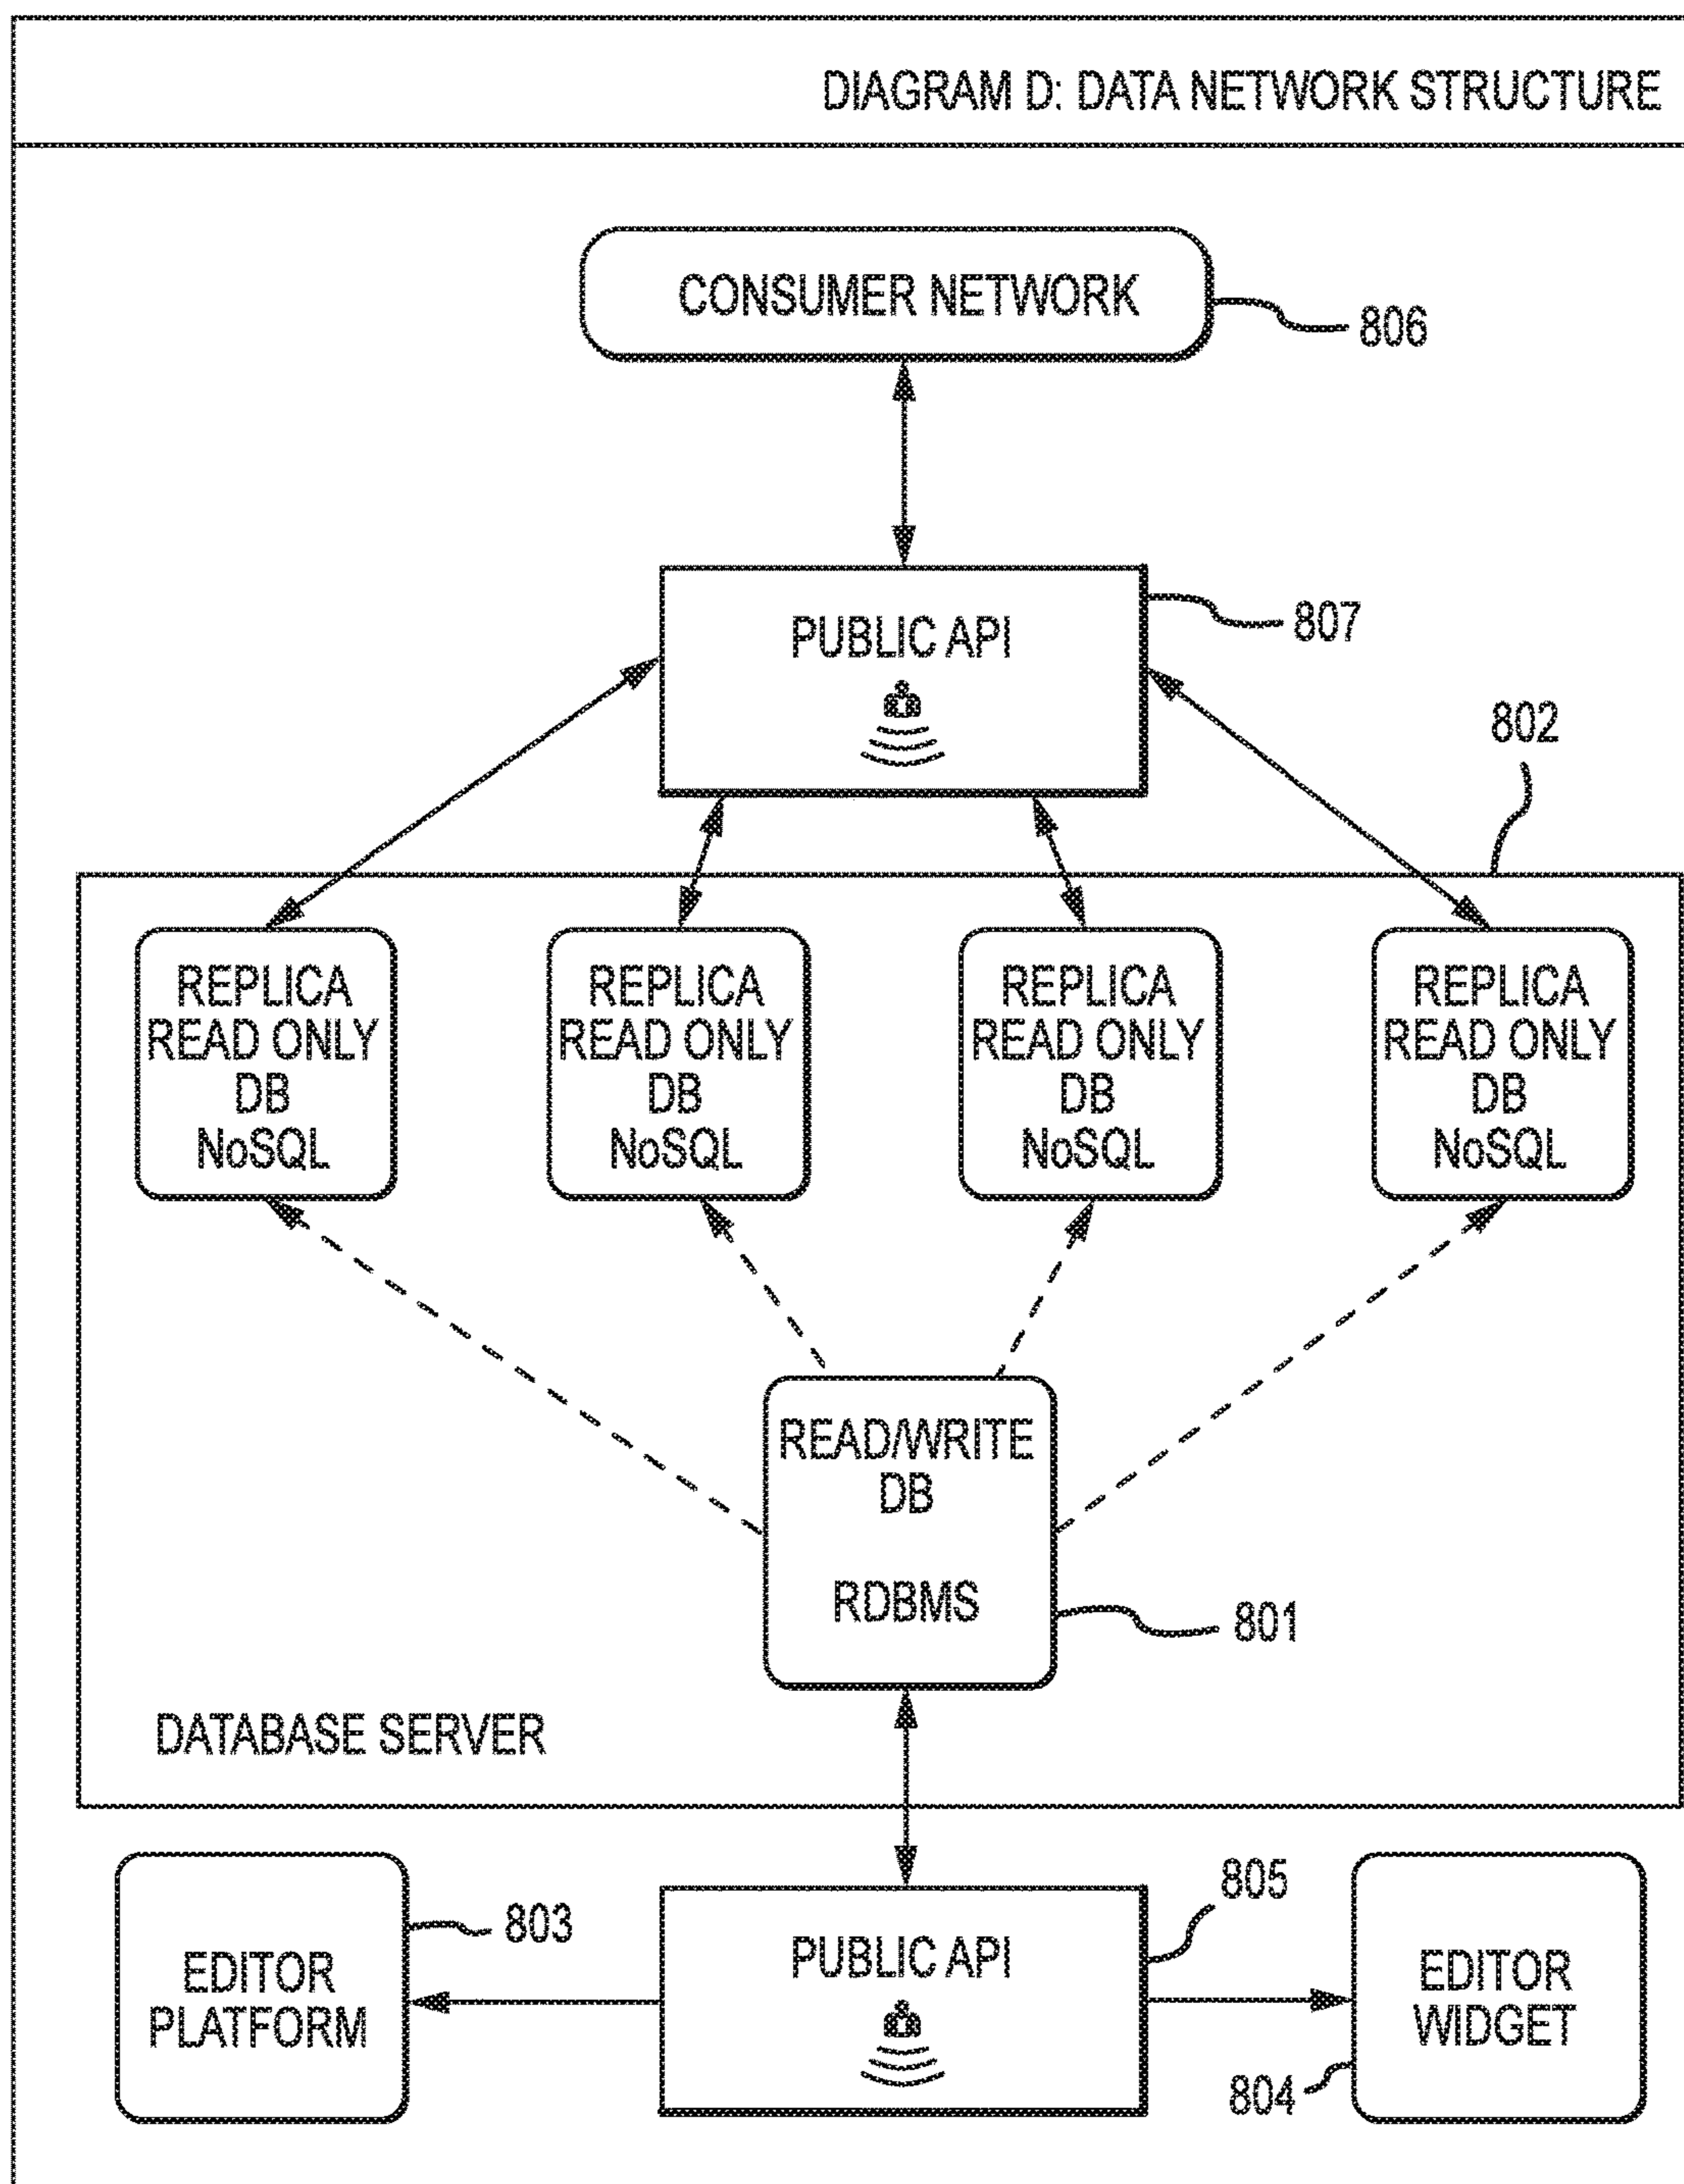 DIAGRAM D: DATA NETWORK STRUCTURE
CONSUMER NETWORK
806
PUBLIC API
807
802
REPLICA
READ ONLY
DB
NoSQL
REPLICA
READ ONLY
DB
NoSQL
REPLICA
READ ONLY
DB
NoSQL
REPLICA
READ ONLY
DB
NoSQL
READ/WRITE
DB
RDBMS
801
DATABASE SERVER
EDITOR
PLATFORM
803
PUBLIC API
805
EDITOR
WIDGET
804